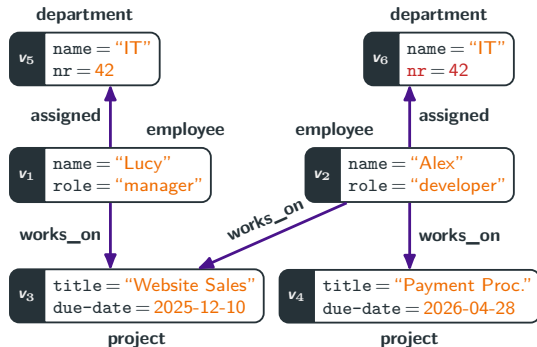 department
department
v5
name = “IT”
nr = 42
v6
name = “IT”
nr = 42
assigned
assigned
employee
employee
v1
name = “Lucy”
role = “manager”
v2
name = “Alex”
role = “developer”
works_on
works_on
works_on
v3
title = “Website Sales”
due-date = 2025-12-10
v4
title = “Payment Proc.”
due-date = 2026-04-28
project
project